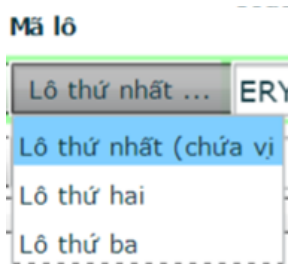 Mã lô
Lô thứ nhất ... ERY
Lô thứ nhất (chứa vị
Lô thứ hai
Lô thứ ba